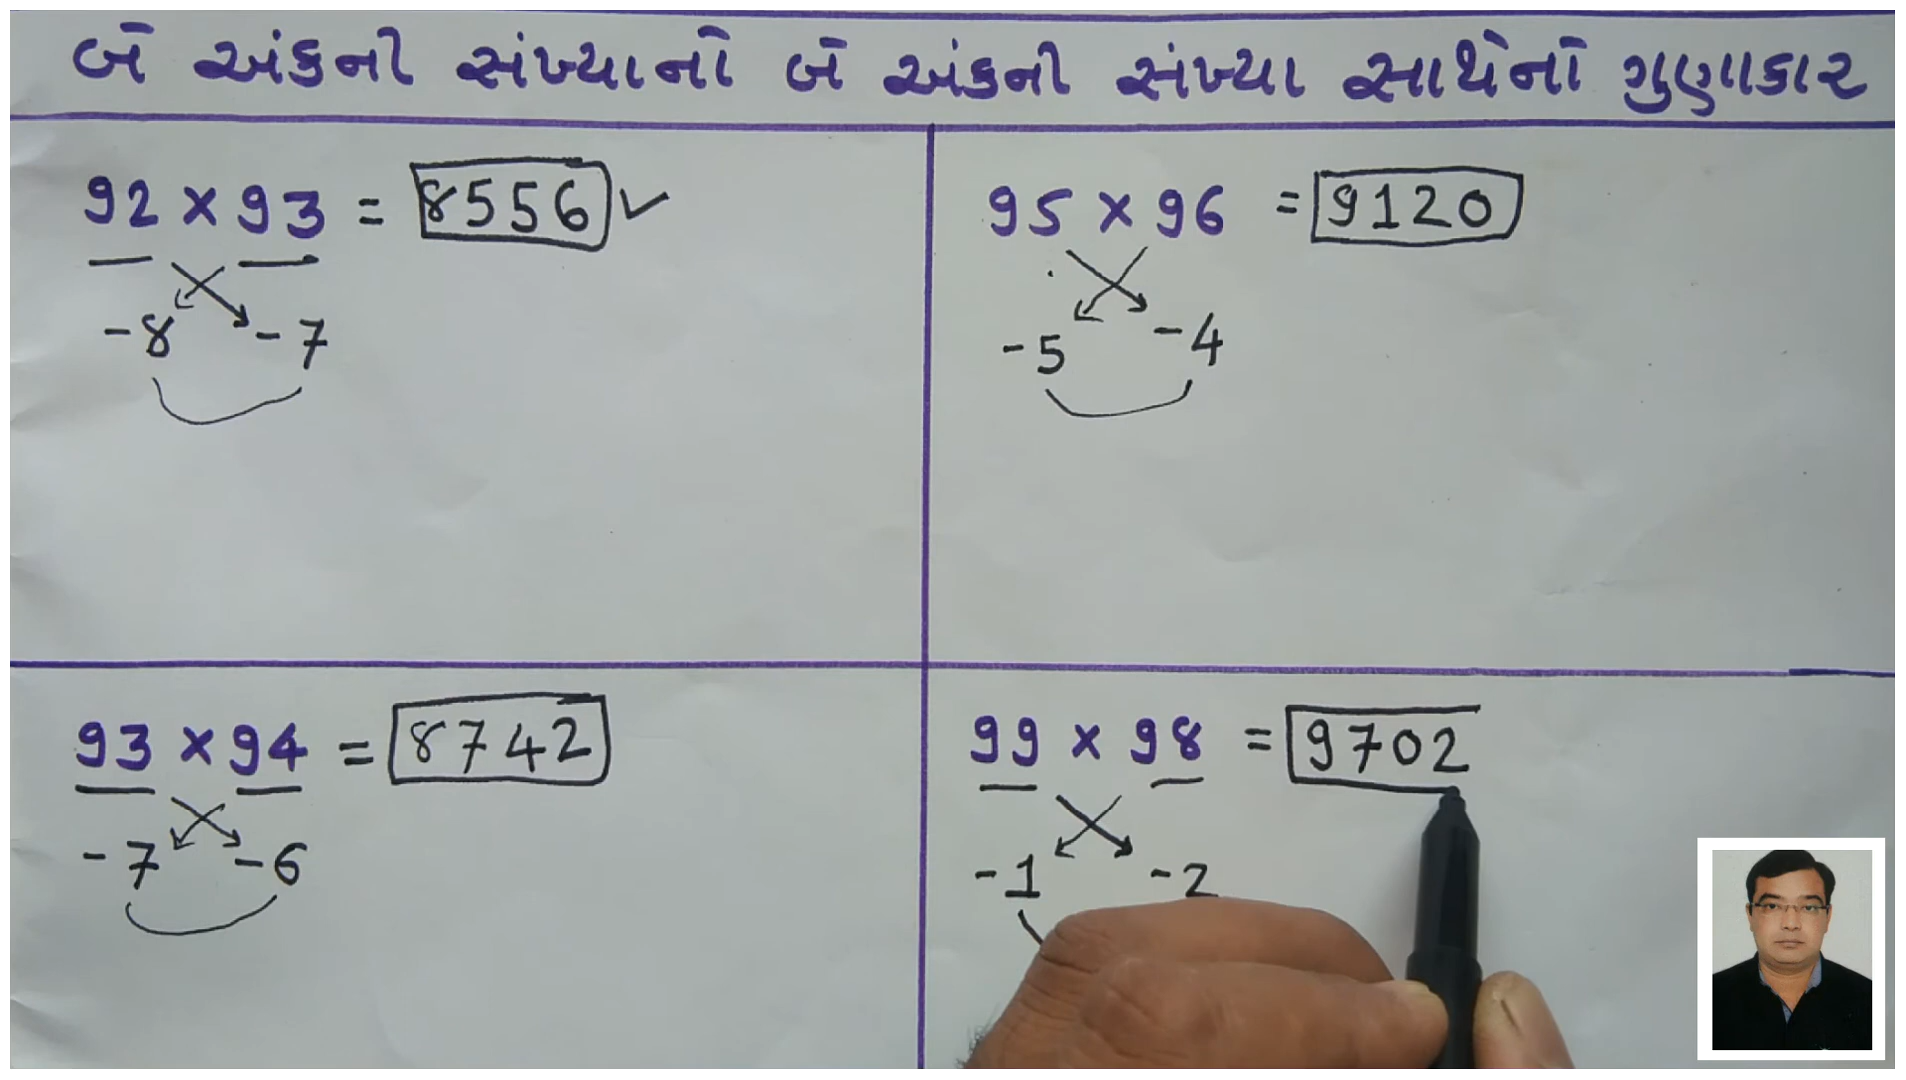 બે અંકની સંખ્યાનો બે અંકની સંખ્યા સાથેનો ગુણાકાર
92 × 93 = 8556 ✓
-8 -7
95 × 96 = 9120
-5 -4
93 × 94 = 8742
-7 -6
99 × 98 = 9702
-1 -2